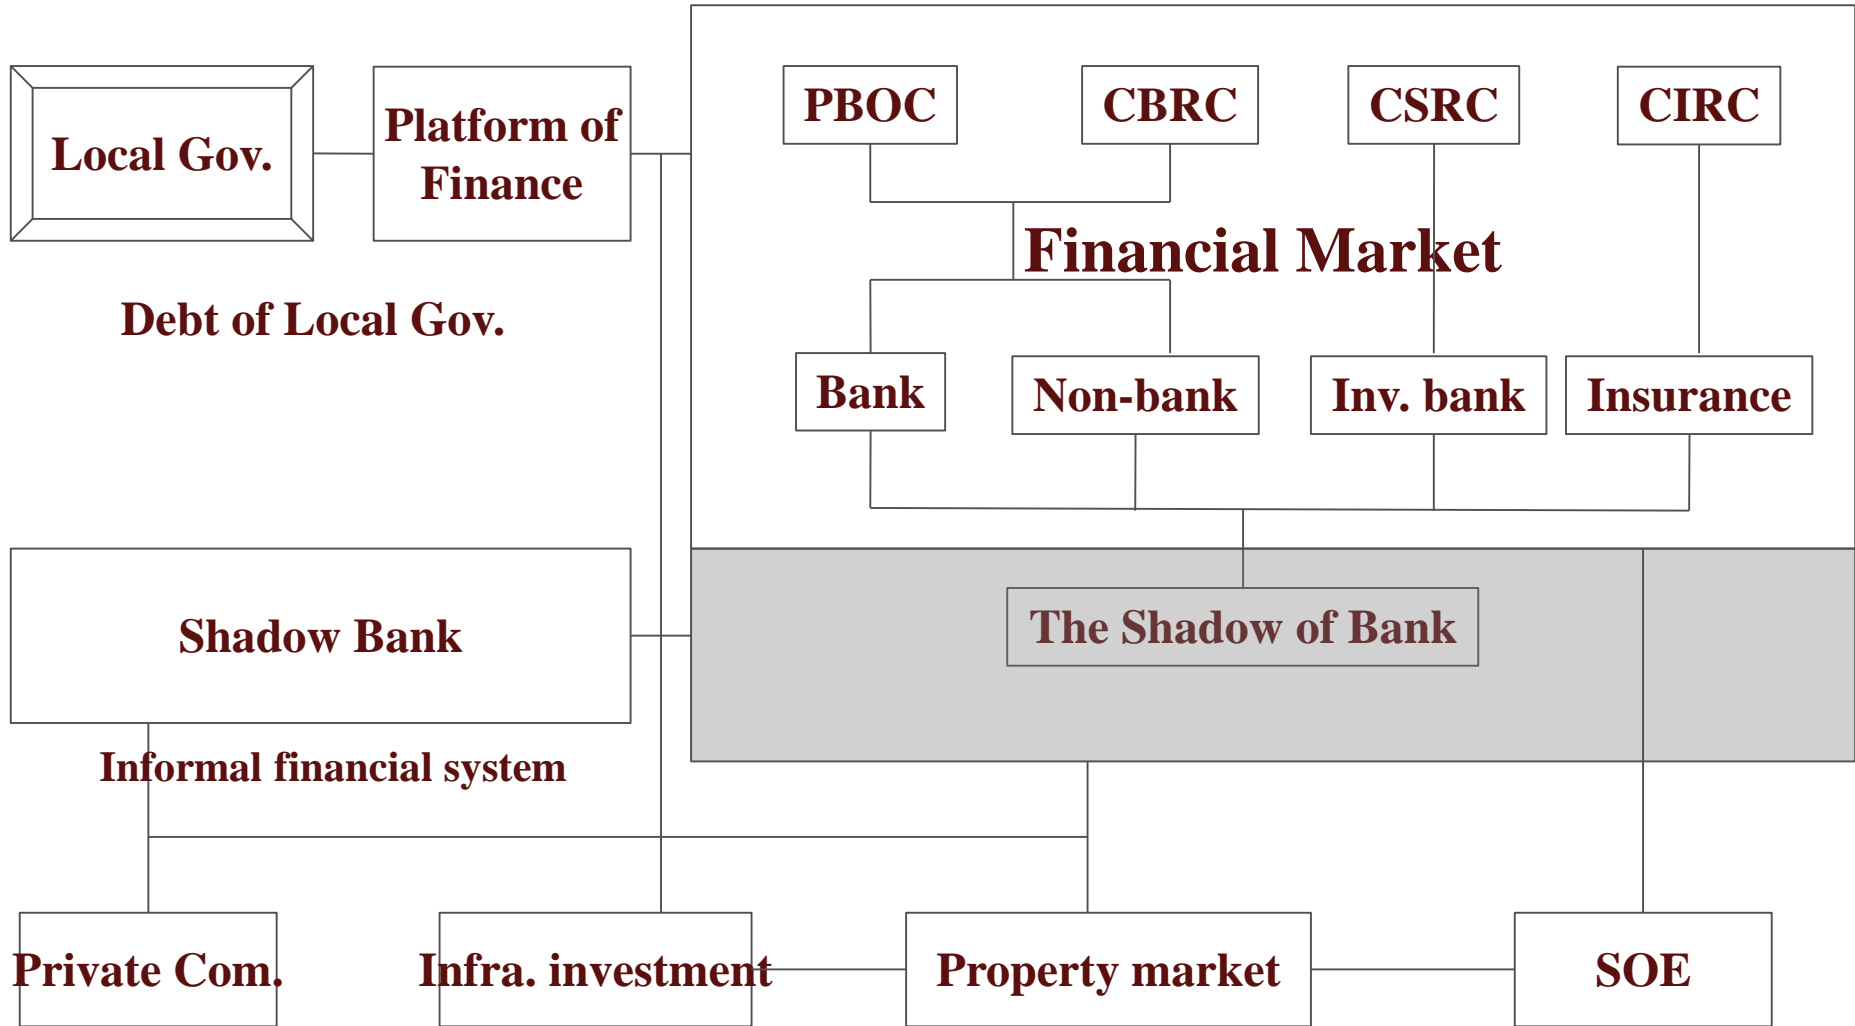 PBOC
CBRC
CSRC
CIRC
Local Gov.
Platform of
Finance
Financial Market
Debt of Local Gov.
Bank
Non-bank
Inv. bank
Insurance
Shadow Bank
The Shadow of Bank
Informal financial system
Private Com.
Infra. investment
Property market
SOE